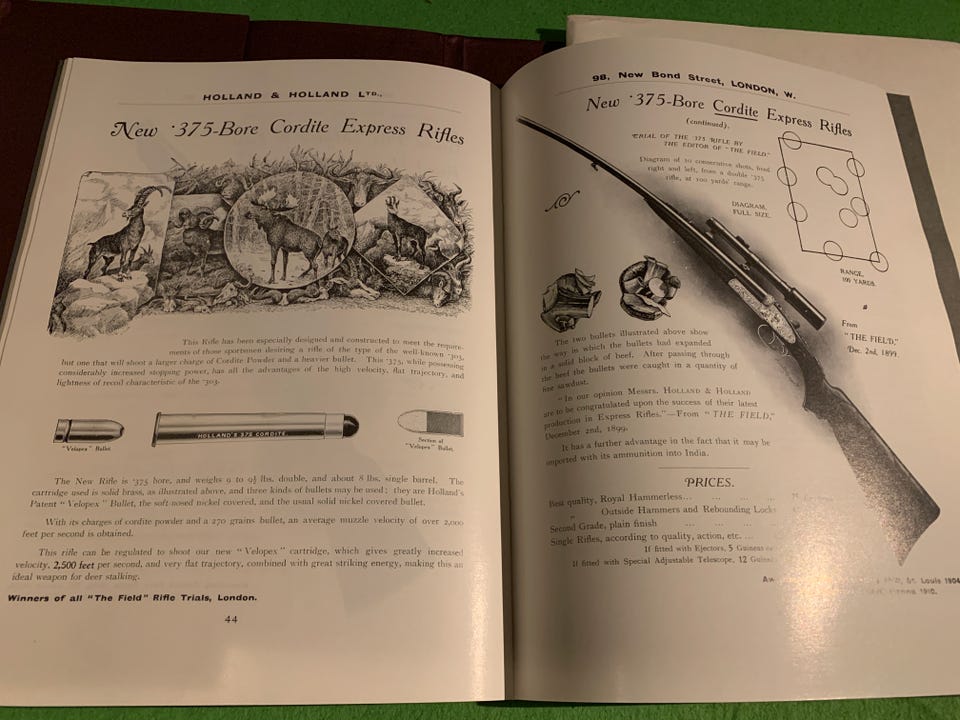 HOLLAND & HOLLAND LTD.,
New ·375-Bore Cordite Express Rifles
This Rifle has been especially designed and constructed to meet the require-
ments of those sportsmen desiring a rifle of the type of the well-known ·303,
but one that will shoot a larger charge of Cordite Powder and a heavier bullet. This ·375, while possessing
considerably increased stopping power, has all the advantages of the high velocity, flat trajectory, and
lightness of recoil characteristic of the ·303.
HOLLAND'S 375 CORDITE
"Velopex" Bullet
Section of
"Velopex" Bullet
The New Rifle is ·375 bore, and weighs 9 to 9½ lbs. double, and about 8 lbs. single barrel. The
cartridge used is solid brass, as illustrated above, and three kinds of bullets may be used; they are Holland's
Patent "Velopex" Bullet, the soft-nosed nickel covered, and the usual solid nickel covered bullet.
With its charges of cordite powder and a 270 grains bullet, an average muzzle velocity of over 2,000
feet per second is obtained.
This rifle can be regulated to shoot our new "Velopex" cartridge, which gives greatly increased
velocity, 2,500 feet per second, and very flat trajectory, combined with great striking energy, making this an
ideal weapon for deer stalking.
Winners of all "The Field" Rifle Trials, London.
44
98, New Bond Street, LONDON, W.
New ·375-Bore Cordite Express Rifles
(continued).
TRIAL OF THE ·375 RIFLE BY
THE EDITOR OF "THE FIELD."
Diagram of 10 consecutive shots, fired
right and left, from a double ·375
rifle, at 100 yards' range.
DIAGRAM,
FULL SIZE.
RANGE,
100 YARDS.
From
"THE FIELD,"
Dec. 2nd, 1899.
The two bullets illustrated above show
the way in which the bullets had expanded
in a solid block of beef. After passing through
the beef the bullets were caught in a quantity of
fine sawdust.
"In our opinion Messrs. HOLLAND & HOLLAND
are to be congratulated upon the success of their latest
production in Express Rifles."—From "THE FIELD,"
December 2nd, 1899.
It has a further advantage in the fact that it may be
imported with its ammunition into India.
PRICES.
Best quality, Royal Hammerless... ... ... ...
" Outside Hammers and Rebounding Locks
Second Grade, plain finish ... ... ... ...
Single Rifles, according to quality, action, etc. ...
If fitted with Ejectors, 5 Guineas
If fitted with Special Adjustable Telescope, 12
St. Louis 1904
1910.